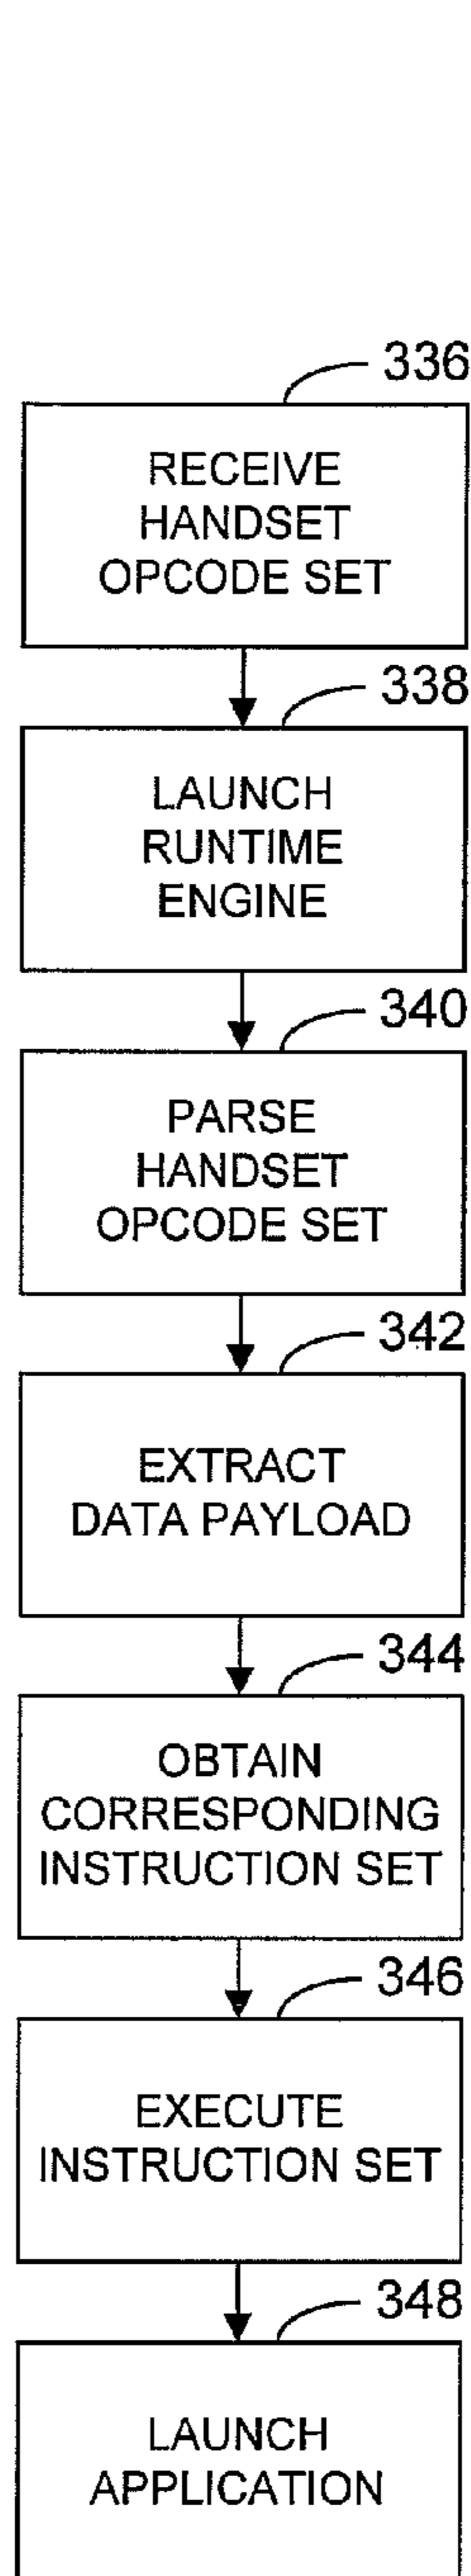 336
RECEIVE
HANDSET
OPCODE SET
338
LAUNCH
RUNTIME
ENGINE
340
PARSE
HANDSET
OPCODE SET
342
EXTRACT
DATA PAYLOAD
344
OBTAIN
CORRESPONDING
INSTRUCTION SET
346
EXECUTE
INSTRUCTION SET
348
LAUNCH
APPLICATION